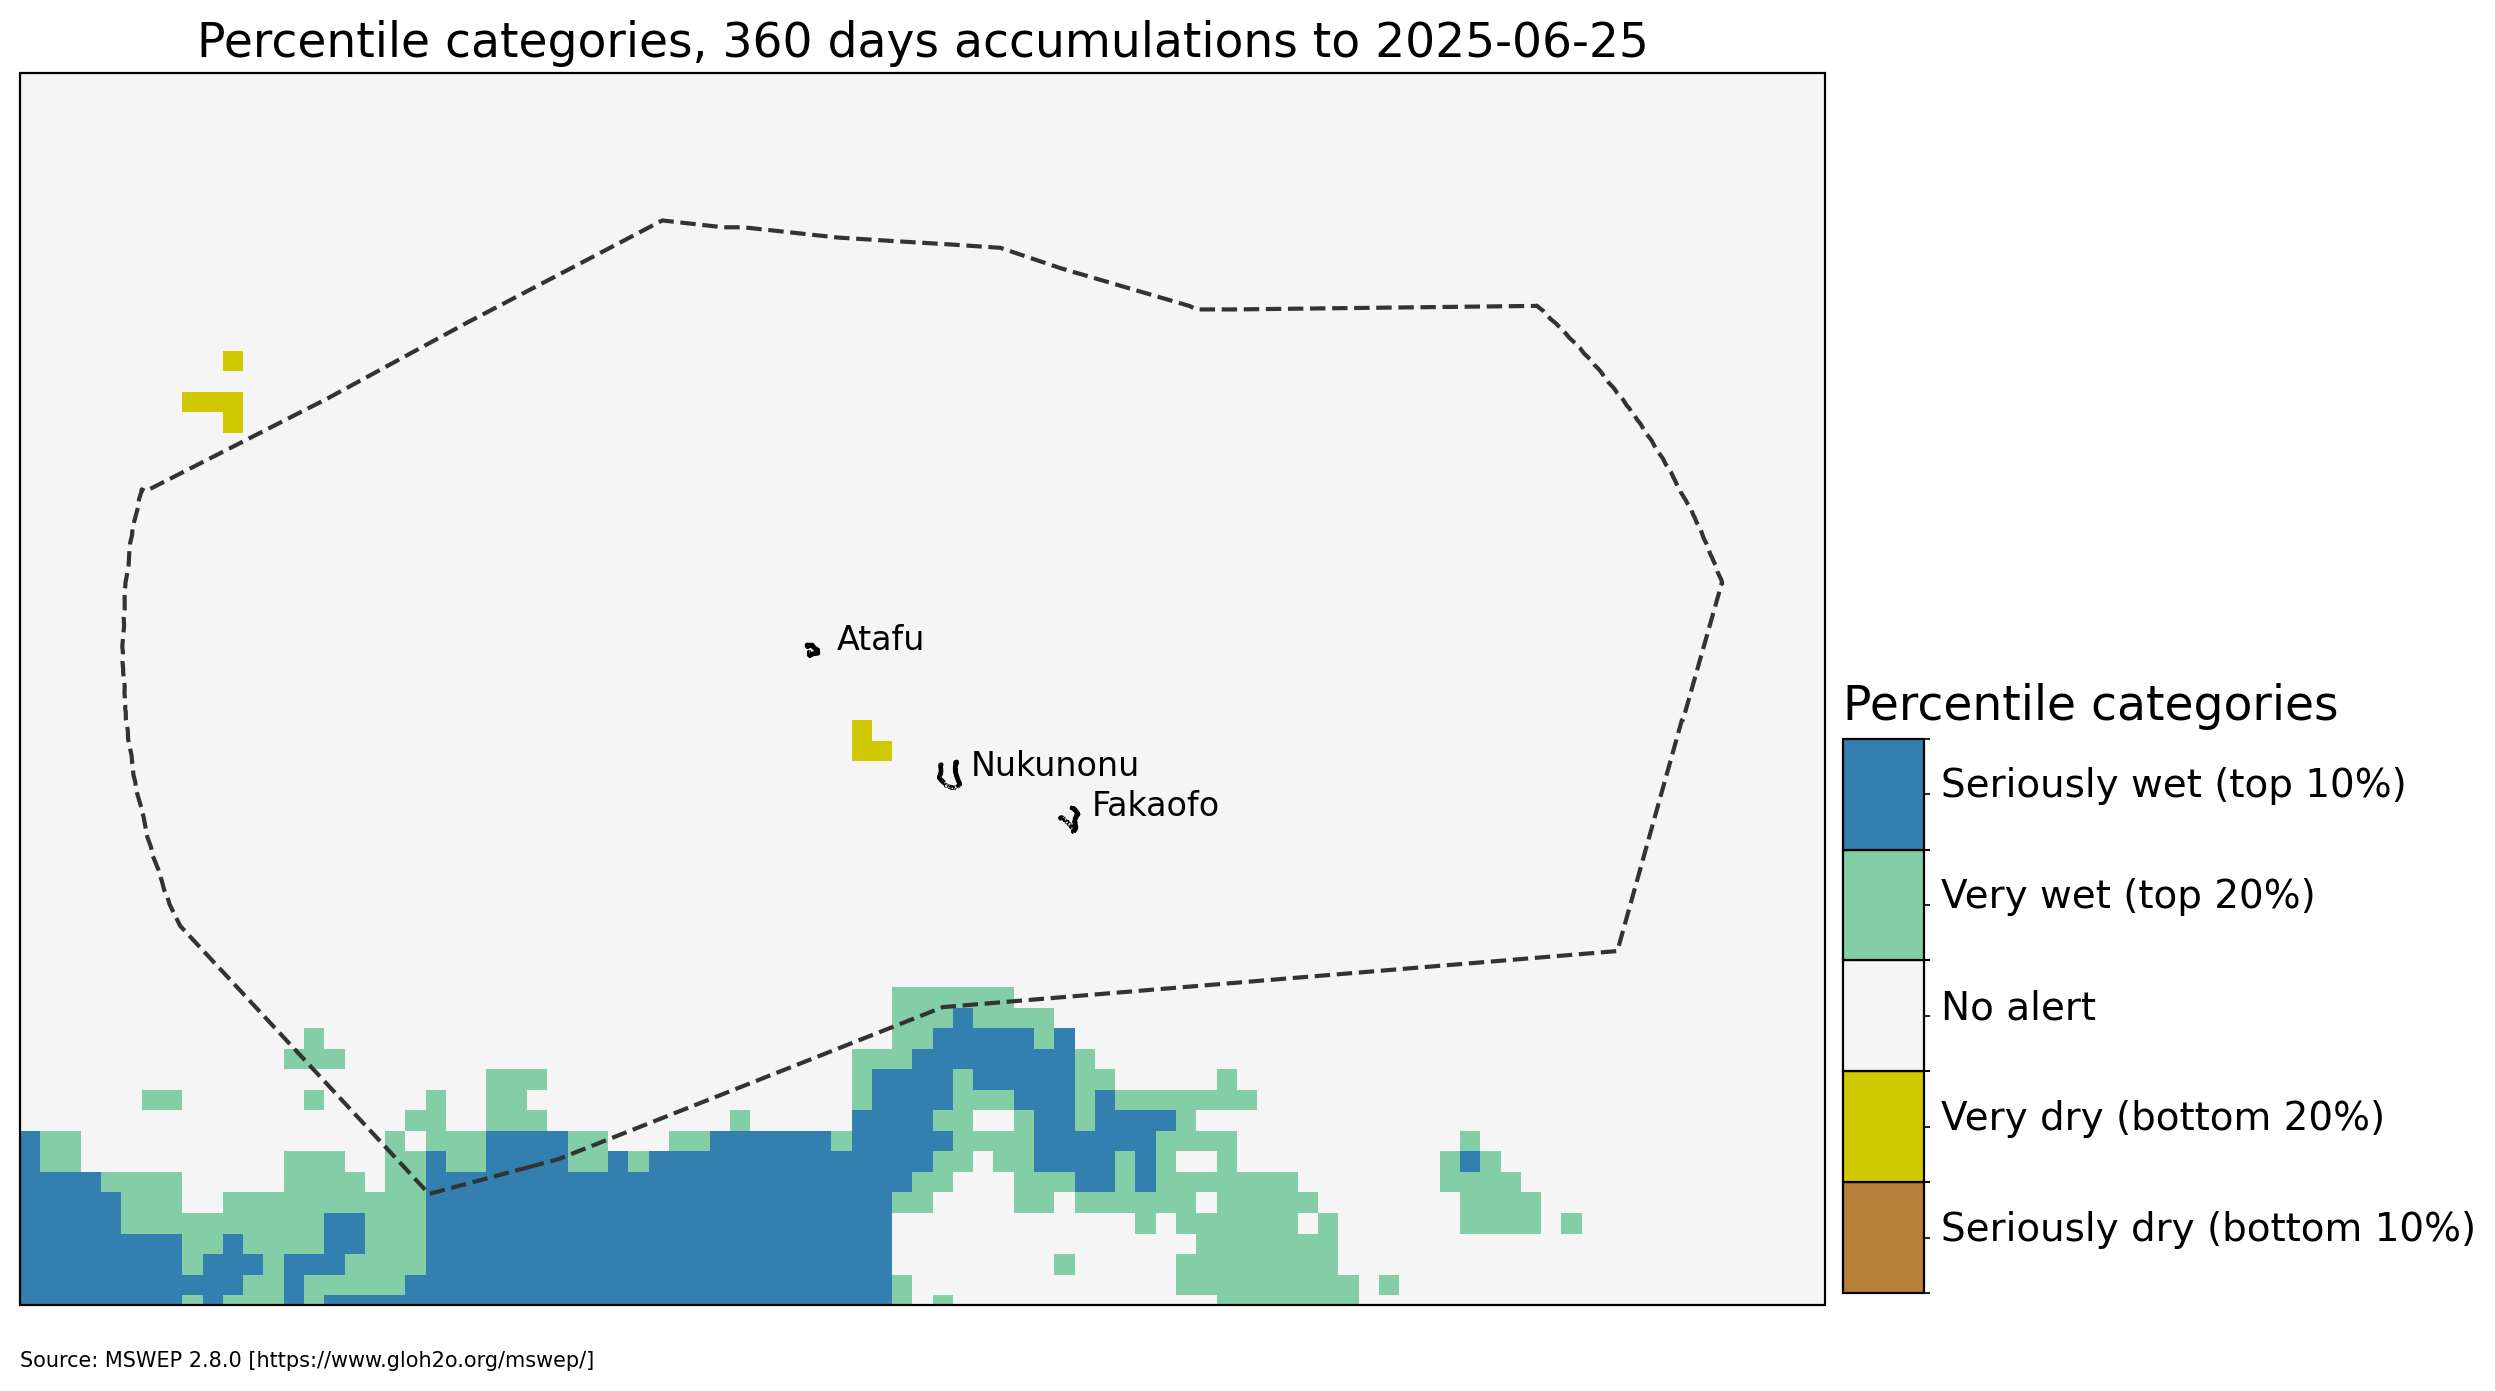 Percentile categories, 360 days accumulations to 2025-06-25
Atafu
Nukunonu
Fakaofo
Percentile categories
Seriously wet (top 10%)
Very wet (top 20%)
No alert
Very dry (bottom 20%)
Seriously dry (bottom 10%)
Source: MSWEP 2.8.0 [https://www.gloh2o.org/mswep/]